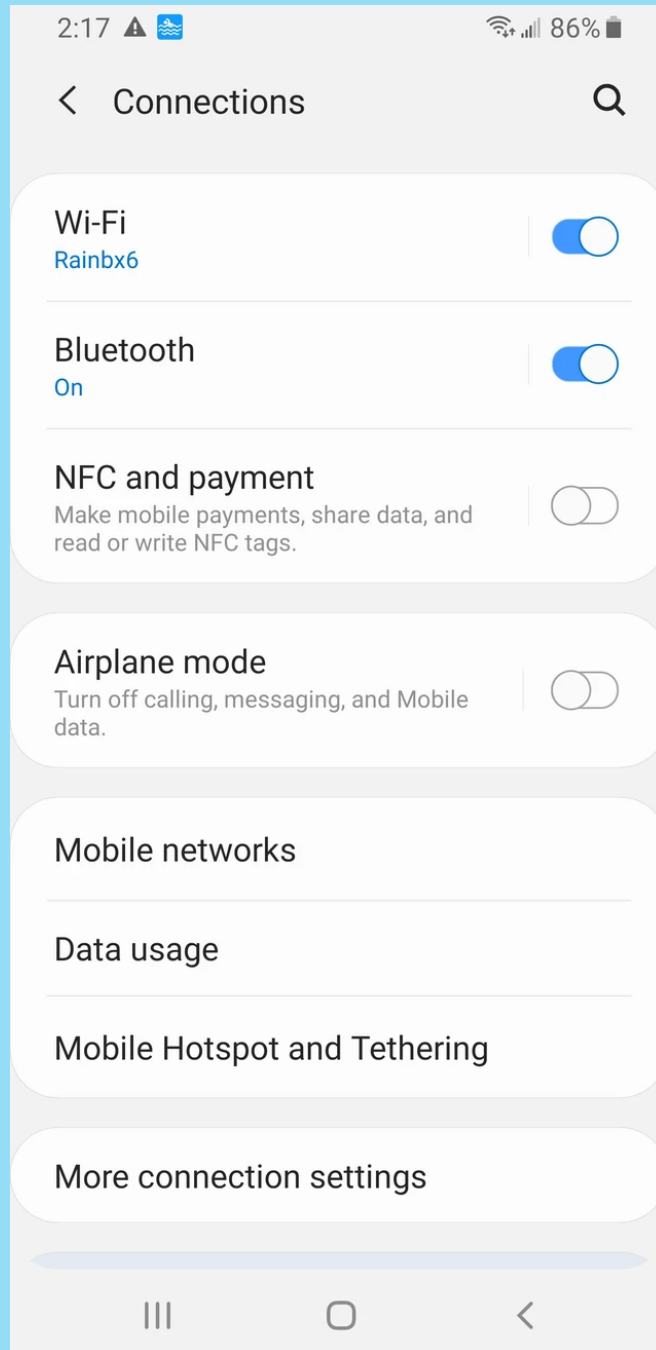 2:17 86%
Connections
Wi-Fi
Rainbx6
Bluetooth
On
NFC and payment
Make mobile payments, share data, and
read or write NFC tags.
Airplane mode
Turn off calling, messaging, and Mobile
data.
Mobile networks
Data usage
Mobile Hotspot and Tethering
More connection settings